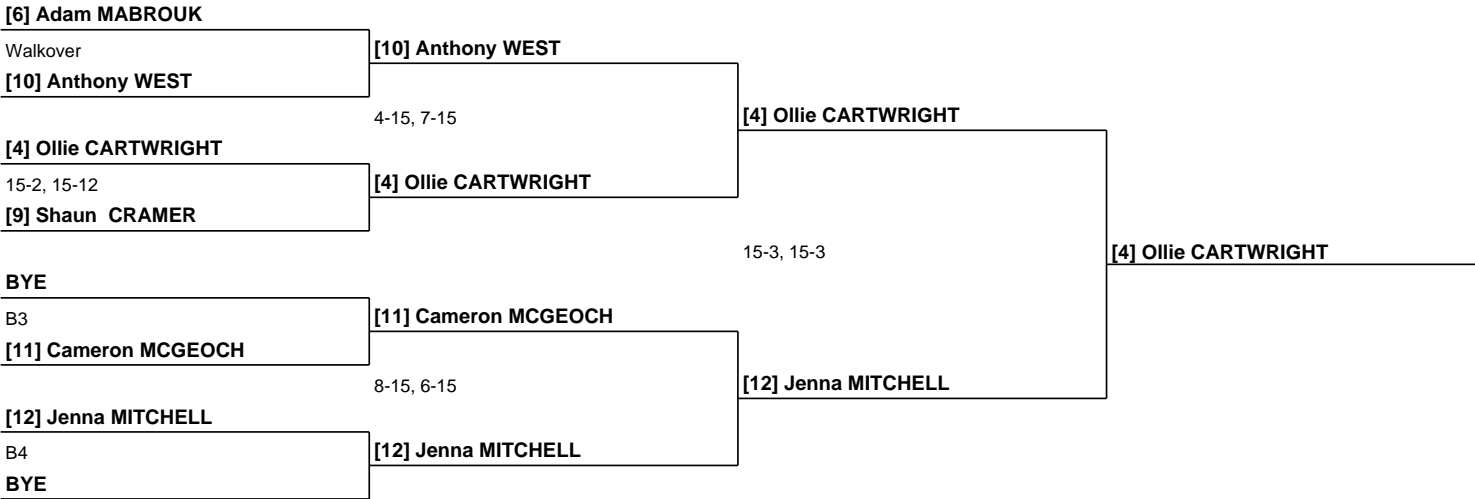 [6] Adam MABROUK
Walkover
[10] Anthony WEST
[10] Anthony WEST
4-15, 7-15
[4] Ollie CARTWRIGHT
[4] Ollie CARTWRIGHT
15-2, 15-12
[4] Ollie CARTWRIGHT
[9] Shaun  CRAMER
15-3, 15-3
[4] Ollie CARTWRIGHT
BYE
B3
[11] Cameron MCGEOCH
[11] Cameron MCGEOCH
8-15, 6-15
[12] Jenna MITCHELL
[12] Jenna MITCHELL
B4
[12] Jenna MITCHELL
BYE